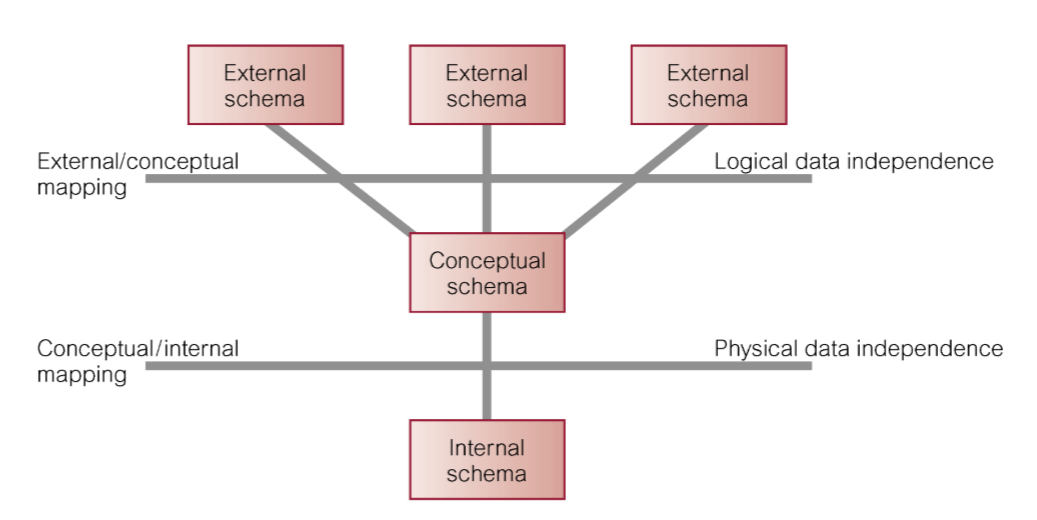 External
schema
External
schema
External
schema
External/conceptual
mapping
Logical data independence
Conceptual
schema
Conceptual/internal
mapping
Physical data independence
Internal
schema